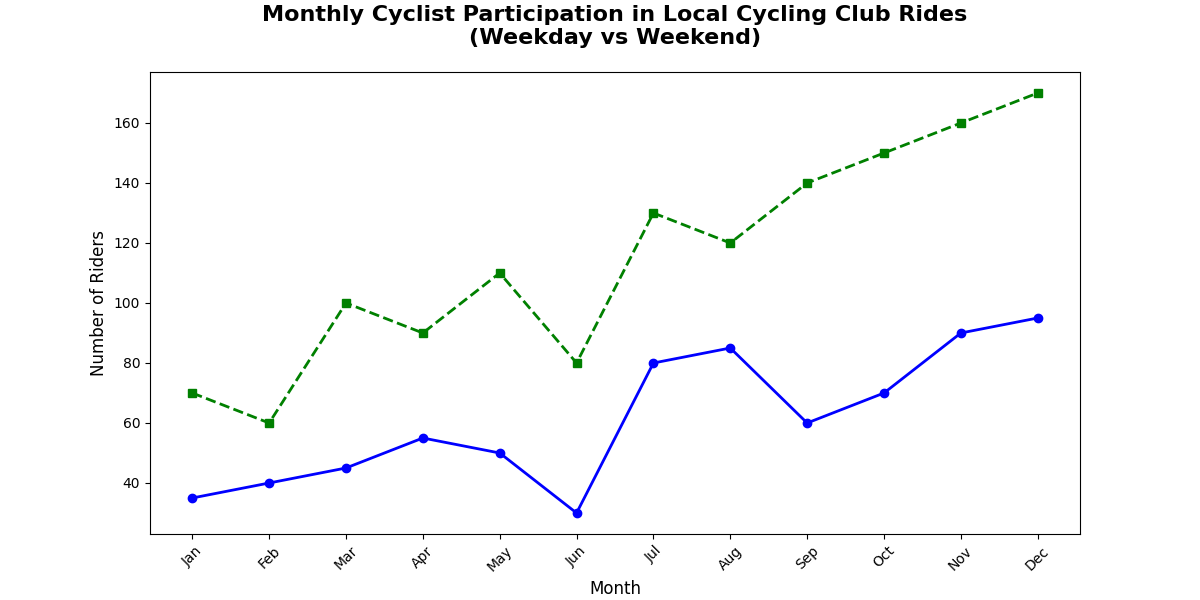 Monthly Cyclist Participation in Local Cycling Club Rides
(Weekday vs Weekend)
Number of Riders
160
140
120
100
80
60
40
Jan Feb Mar Apr May Jun Jul Aug Sep Oct Nov Dec
Month